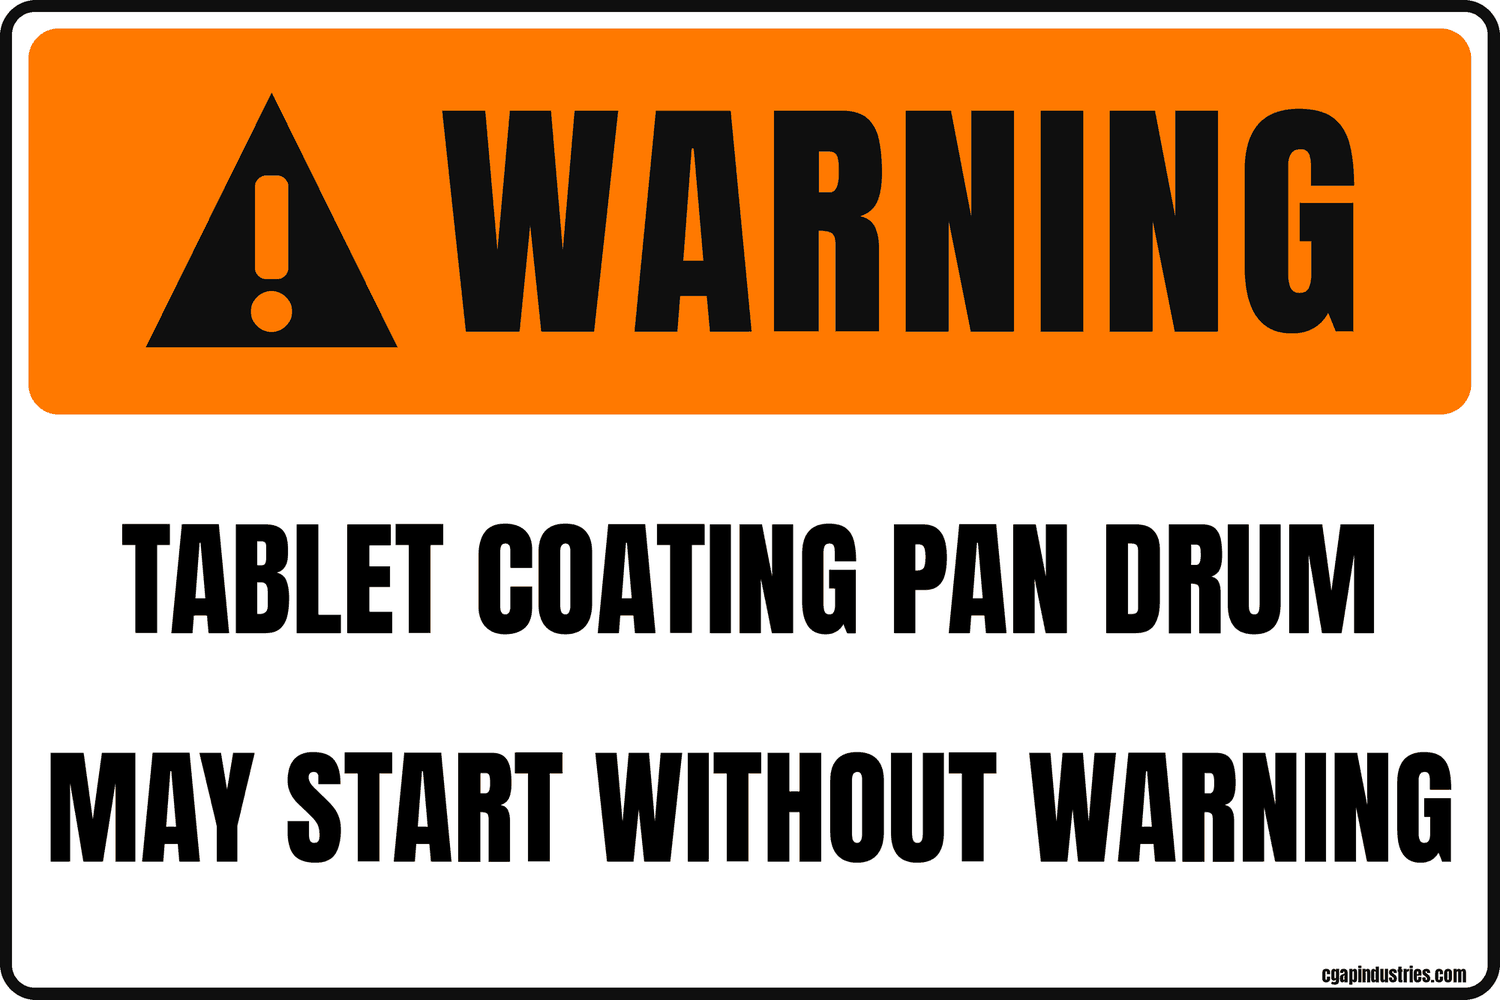 WARNING
TABLET COATING PAN DRUM
MAY START WITHOUT WARNING
cgapindustries.com